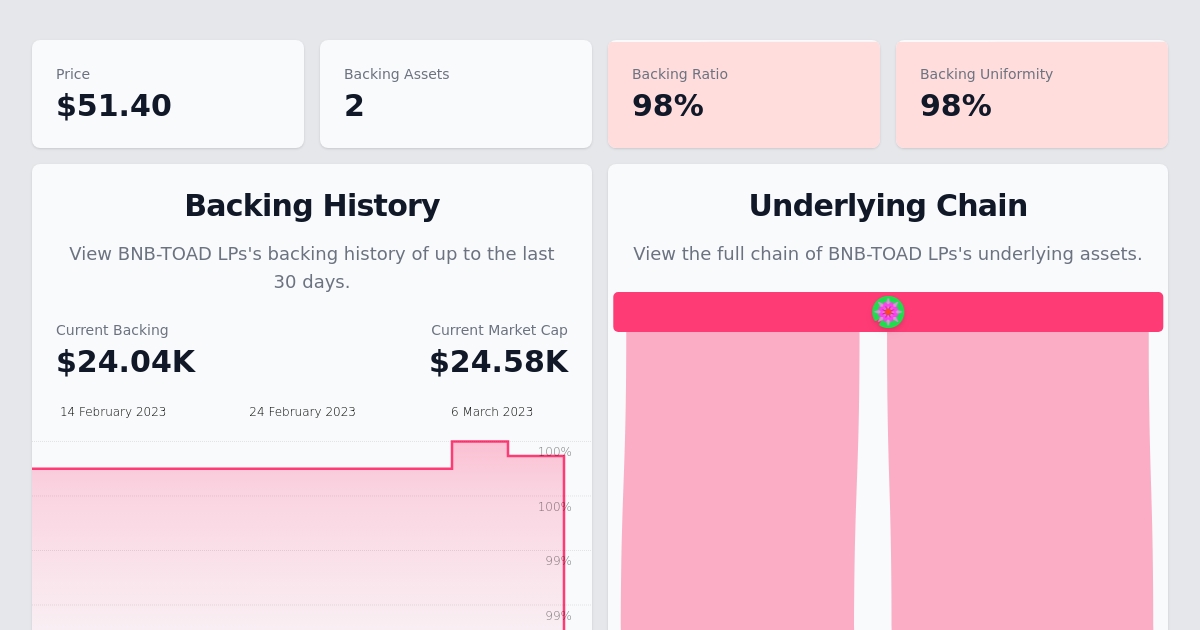 Price
$51.40
Backing Assets
2
Backing Ratio
98%
Backing Uniformity
98%
Backing History
View BNB-TOAD LPs's backing history of up to the last
30 days.
Current Backing
$24.04K
Current Market Cap
$24.58K
14 February 2023
24 February 2023
6 March 2023
100%
100%
99%
99%
Underlying Chain
View the full chain of BNB-TOAD LPs's underlying assets.